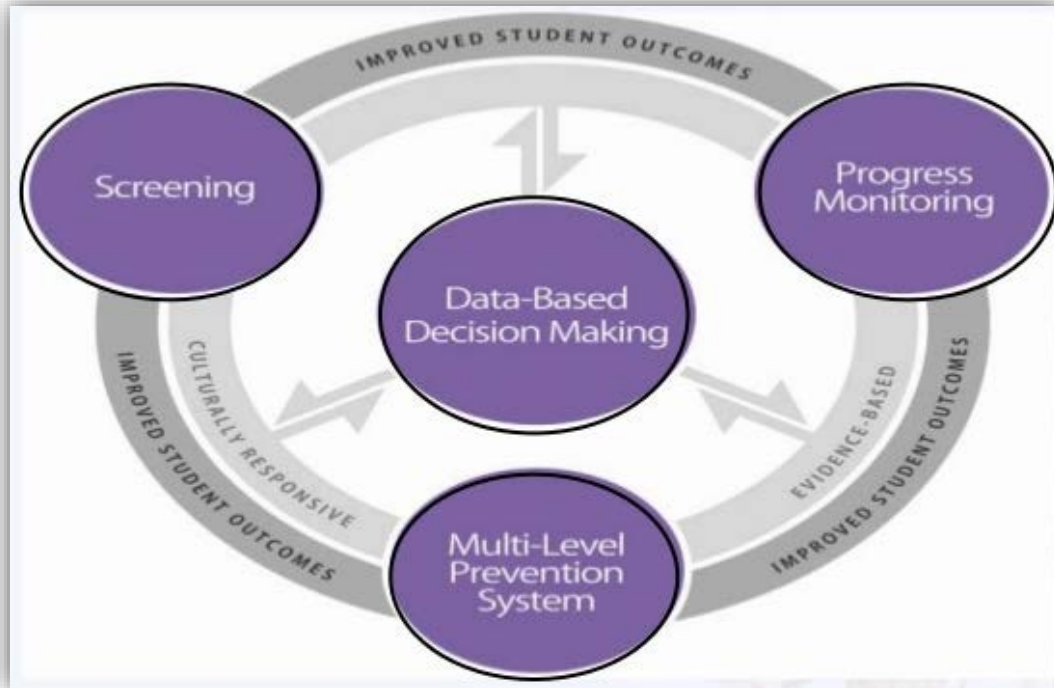 IMPROVED STUDENT OUTCOMES
Screening
Progress
Monitoring
Data-Based
Decision Making
IMPROVED STUDENT OUTCOMES
CULTURALLY RESPONSIVE
EVIDENCE-BASED
IMPROVED STUDENT OUTCOMES
Multi-Level
Prevention
System